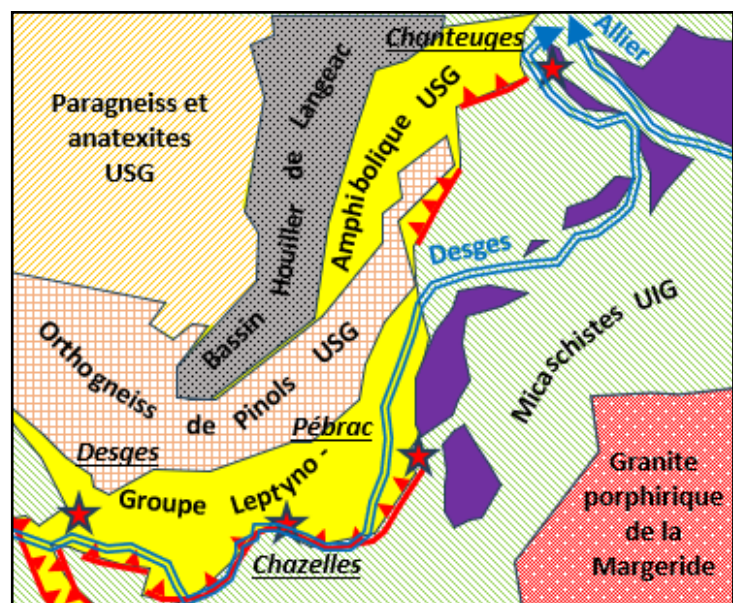 Chanteuges
Allier
Paragneiss et
anatexites
USG
Bassin Houiller de Langeac
Amphibolique USG
Desges
Micaschistes UIG
Orthogneiss de Pinols USG
Pébrac
Desges
Groupe Leptyno -
Chazelles
Granite
porphirique
de la
Margeride